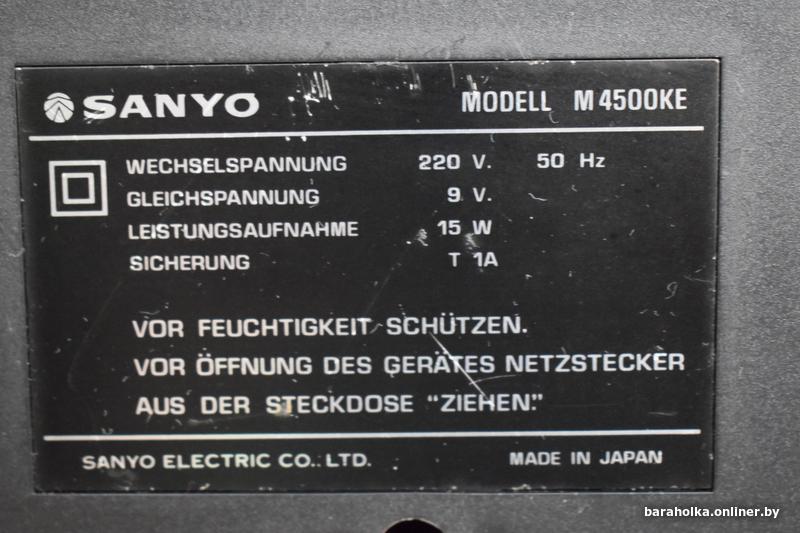 SANYO MODELL M4500KE
WECHSELSPANNUNG 220 V. 50 Hz
GLEICHSPANNUNG 9 V.
LEISTUNGSAUFNAHME 15 W
SICHERUNG T 1A
VOR FEUCHTIGKEIT SCHÜTZEN.
VOR ÖFFNUNG DES GERÄTES NETZSTECKER
AUS DER STECKDOSE "ZIEHEN."
SANYO ELECTRIC CO.. LTD. MADE IN JAPAN
baraholka.onliner.by